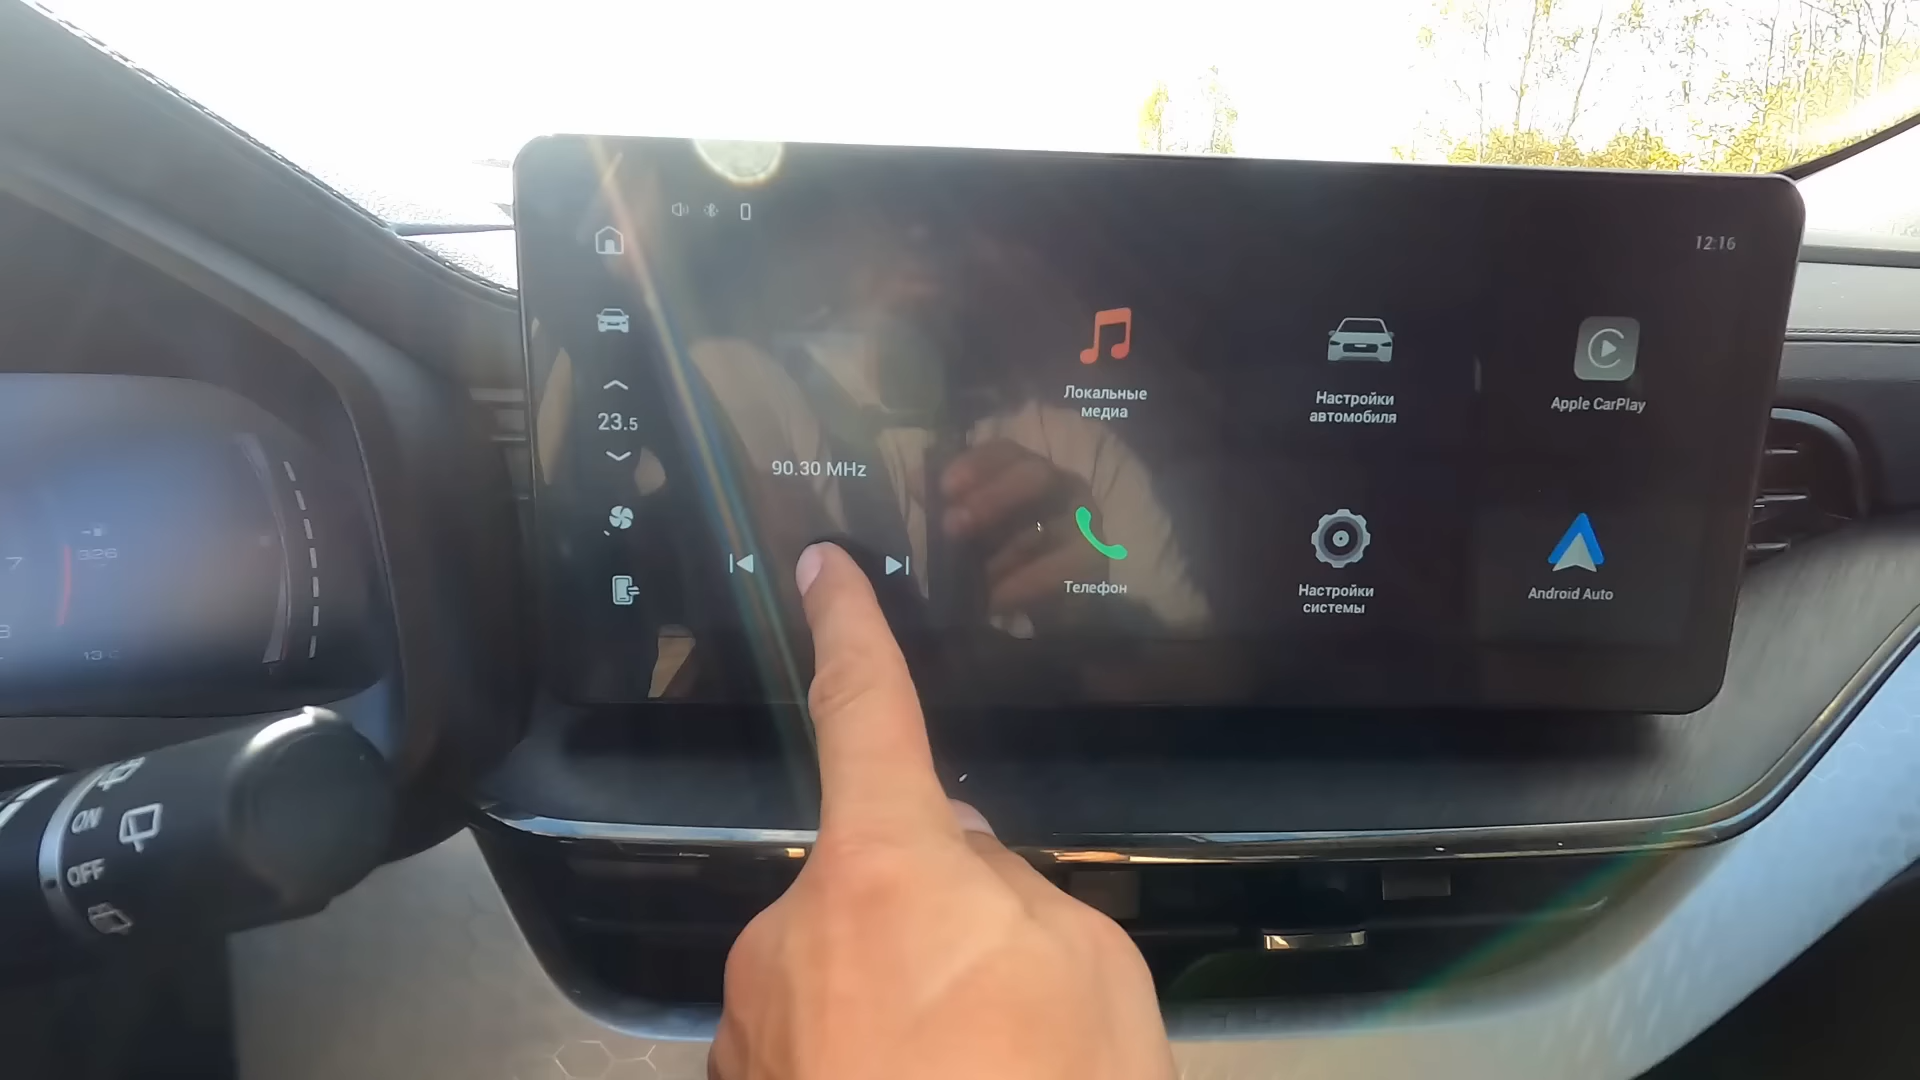 12:16
23.5
90.30 MHz
Локальные
медиа
Настройки
автомобиля
Apple CarPlay
Телефон
Настройки
системы
Android Auto
326
ON
OFF